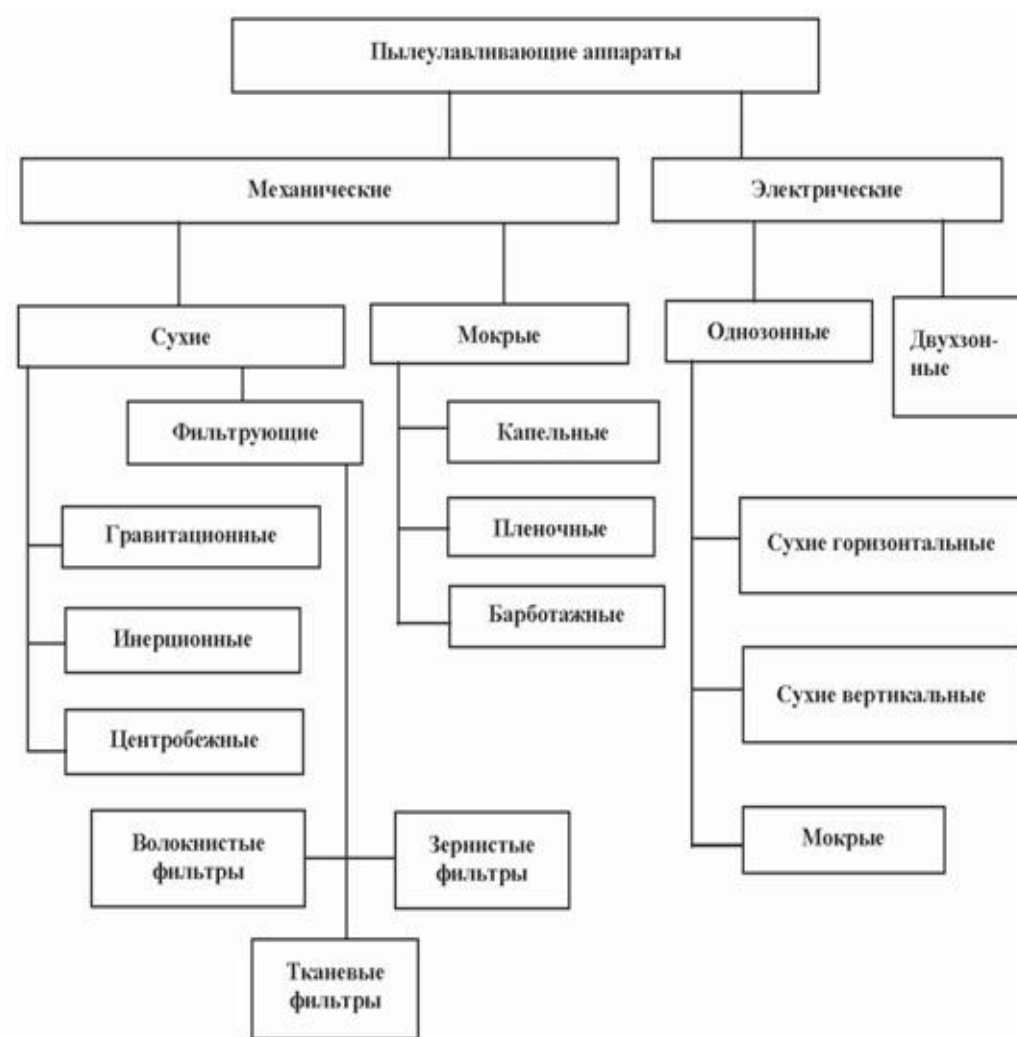 Пылеулавливающие аппараты
Механические
Электрические
Сухие
Мокрые
Однозонные
Двухзон-
ные
Фильтрующие
Капельные
Гравитационные
Пленочные
Сухие горизонтальные
Инерционные
Барботажные
Сухие вертикальные
Центробежные
Волокнистые
фильтры
Зернистые
фильтры
Мокрые
Тканевые
фильтры